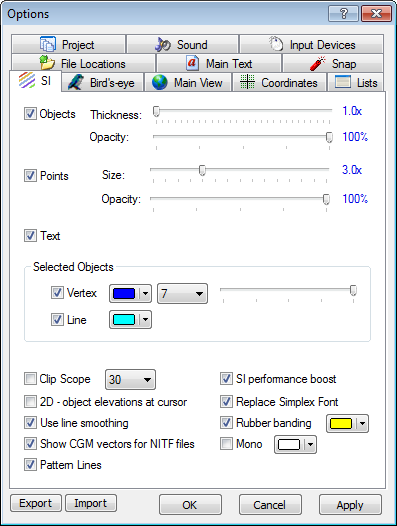 Options
Project Sound Input Devices
File Locations Main Text Snap
SI Bird's-eye Main View Coordinates Lists
Objects Thickness: 1.0x
Opacity: 100%
Points Size: 3.0x
Opacity: 100%
Text
Selected Objects
Vertex 7
Line
Clip Scope 30 SI performance boost
2D - object elevations at cursor Replace Simplex Font
Use line smoothing Rubber banding
Show CGM vectors for NITF files Mono
Pattern Lines
Export Import OK Cancel Apply